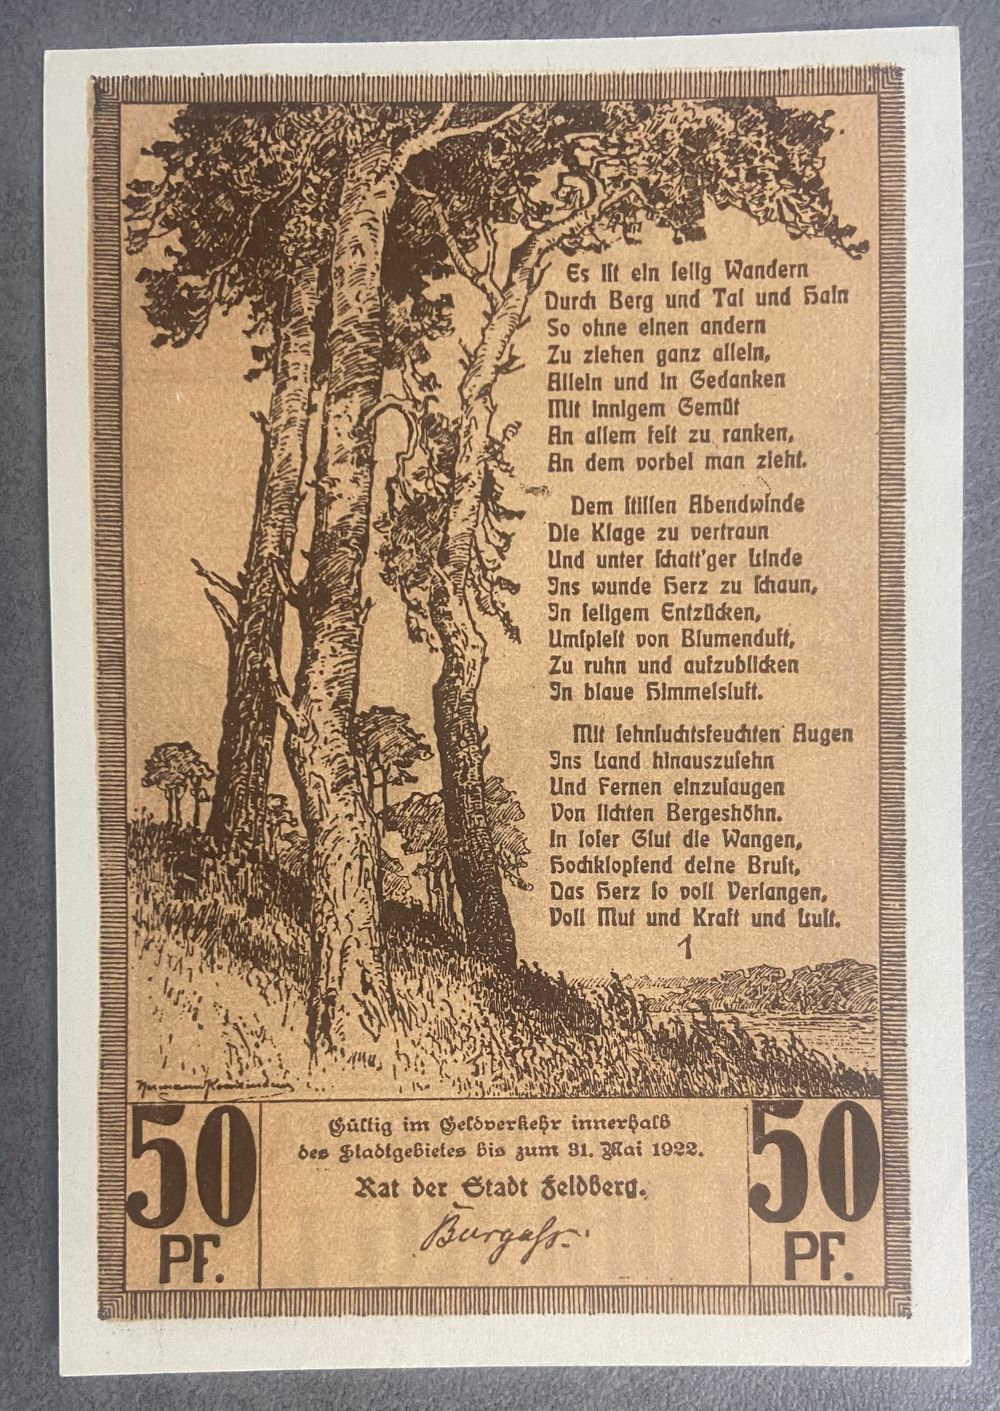 Es ist ein selig Wandern
Durch Berg und Tal und Hain
So ohne einen andern
Zu ziehen ganz allein,
Allein und in Gedanken
Mit innigem Gemüt
An allem fest zu ranken,
An dem vorbei man zieht.
Dem stillen Abendwinde
Die Klage zu vertraun
Und unter schatt'ger Linde
Ins wunde Herz zu schaun,
In seligem Entzücken,
Umspielt von Blumenduft,
Zu ruhn und aufzublicken
In blaue Himmelsluft.
Mit sehnsuchtsfeuchten Augen
Ins Land hinauszusehn
Und Fernen einzusaugen
Von lichten Bergeshöhn.
In loser Glut die Wangen,
Hochklopfend deine Brust,
Das Herz so voll Verlangen,
Voll Mut und Kraft und Lust.
1
50 PF.
Gültig im Geldverkehr innerhalb
des Stadtgebietes bis zum 31. Mai 1922.
Rat der Stadt Feldberg.
50 PF.